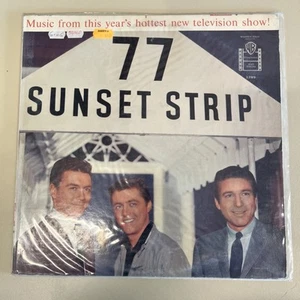 Music from this year's hottest new television show!
77
SUNSET STRIP